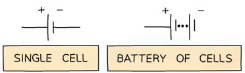 + −
+ −
SINGLE CELL
BATTERY OF CELLS